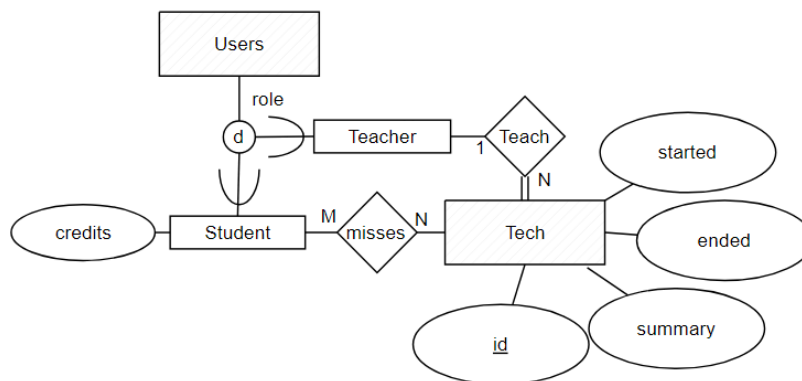 Users
role
d
Teacher
1
Teach
N
started
credits
Student
M
misses
N
Tech
ended
id
summary